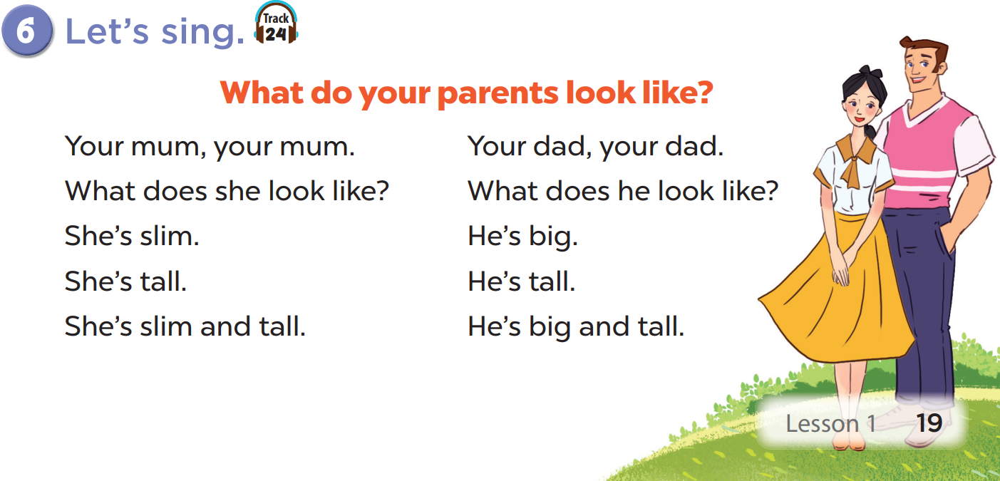 6 Let’s sing. Track 24
What do your parents look like?
Your mum, your mum.
What does she look like?
She’s slim.
She’s tall.
She’s slim and tall.
Your dad, your dad.
What does he look like?
He’s big.
He’s tall.
He’s big and tall.
Lesson 1 19